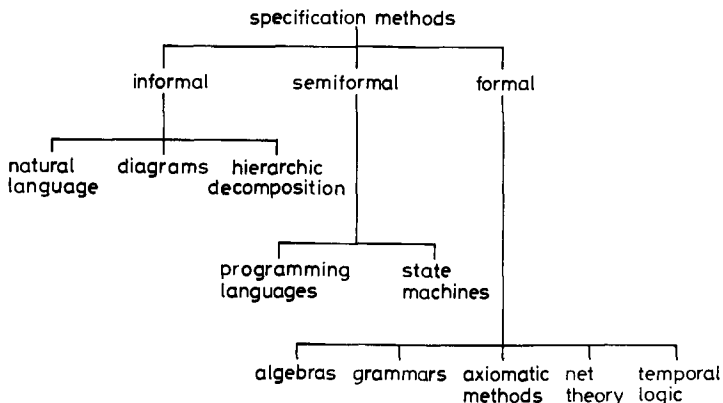 specification methods
informal semiformal formal
natural diagrams hierarchic
language decomposition
programming state
languages machines
algebras grammars axiomatic net temporal
methods theory logic